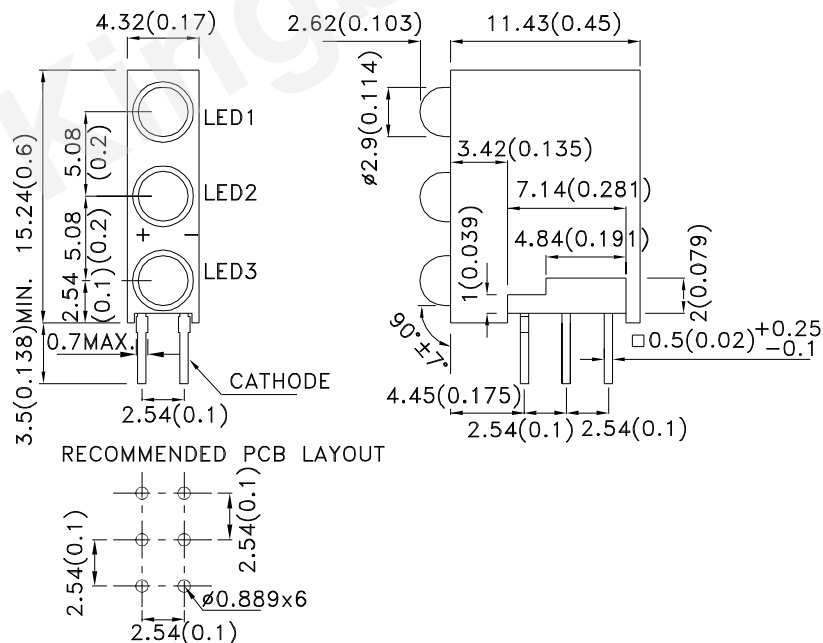 4.32(0.17)
2.62(0.103)
11.43(0.45)
LED1
LED2
LED3
+ −
5.08
(0.2)
5.08
(0.2)
2.54
(0.1)
15.24(0.6)
3.5(0.138)MIN.
0.7MAX.
CATHODE
2.54(0.1)
ø2.9(0.114)
3.42(0.135)
7.14(0.281)
4.84(0.191)
1(0.039)
2(0.079)
90°±7°
□0.5(0.02)+0.25
−0.1
4.45(0.175)
2.54(0.1)
2.54(0.1)
RECOMMENDED PCB LAYOUT
2.54(0.1)
2.54(0.1)
ø0.889x6
2.54(0.1)